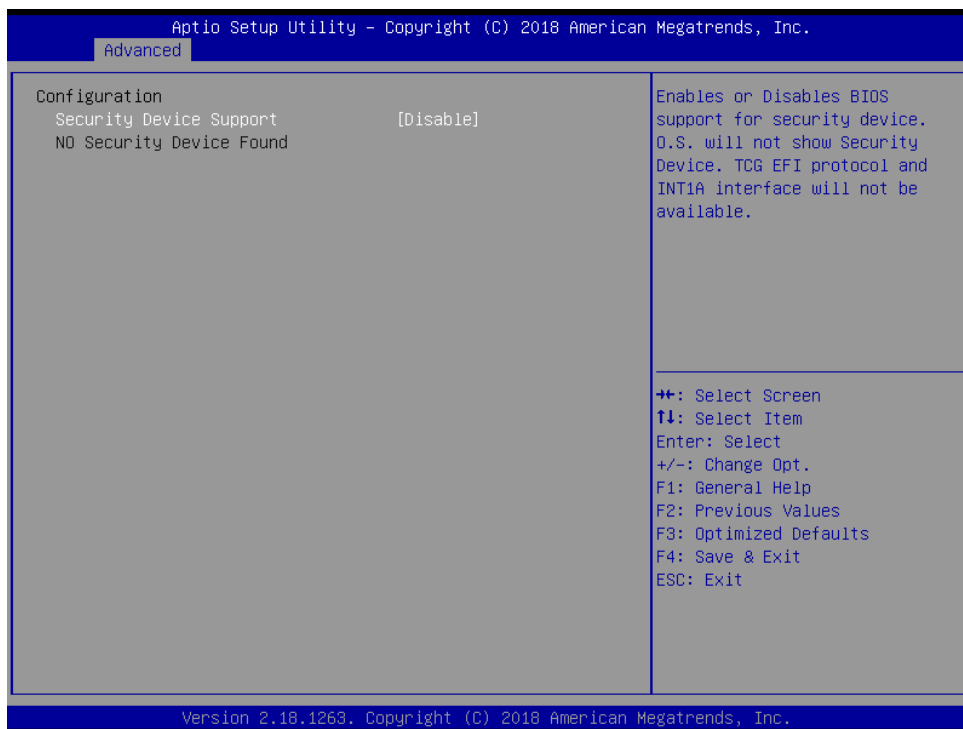 Aptio Setup Utility – Copyright (C) 2018 American Megatrends, Inc.
Advanced
Configuration
Security Device Support [Disable]
NO Security Device Found
Enables or Disables BIOS
support for security device.
O.S. will not show Security
Device. TCG EFI protocol and
INT1A interface will not be
available.
→←: Select Screen
↑↓: Select Item
Enter: Select
+/-: Change Opt.
F1: General Help
F2: Previous Values
F3: Optimized Defaults
F4: Save & Exit
ESC: Exit
Version 2.18.1263. Copyright (C) 2018 American Megatrends, Inc.